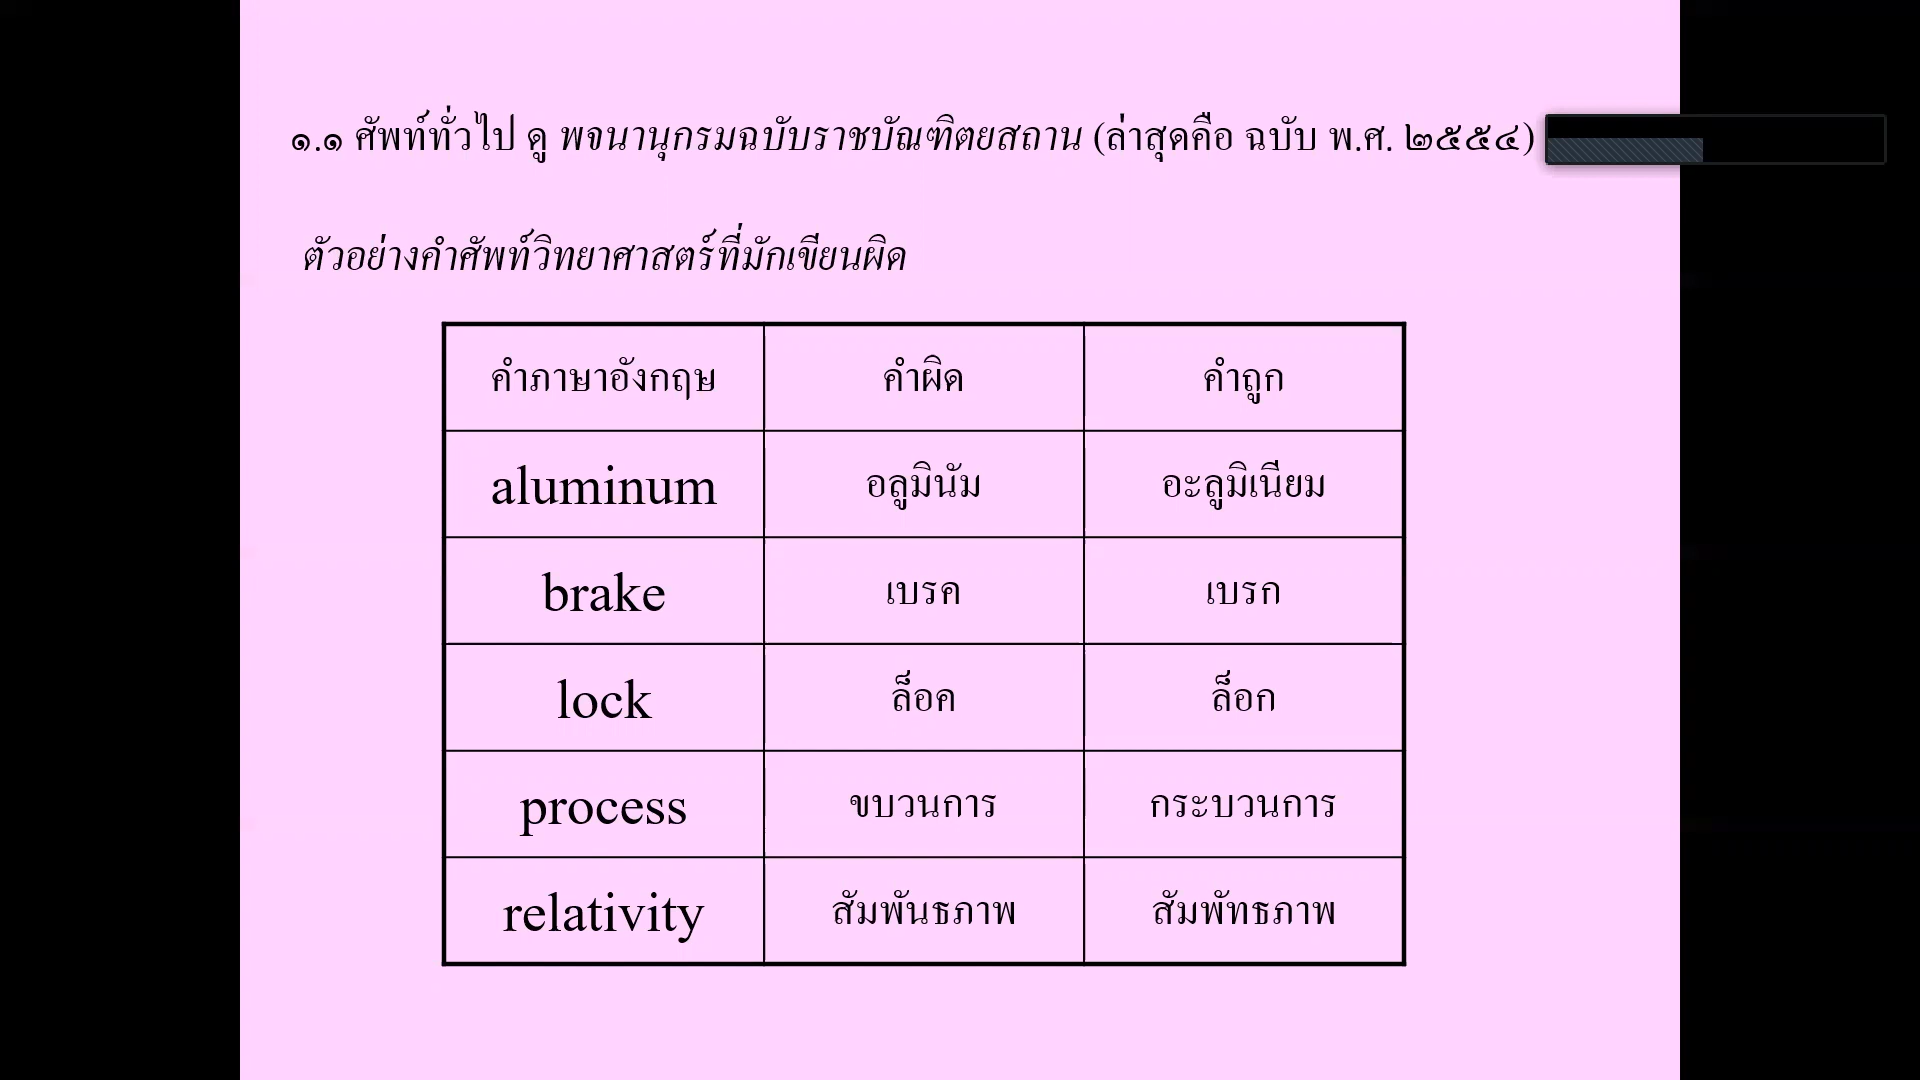 ๑.๑ ศัพท์ทั่วไป ดู พจนานุกรมฉบับราชบัณฑิตยสถาน (ล่าสุดคือ ฉบับ พ.ศ. ๒๕๕๔)
ตัวอย่างคำศัพท์วิทยาศาสตร์ที่มักเขียนผิด
คำภาษาอังกฤษ คำผิด คำถูก
aluminum อลูมินัม อะลูมิเนียม
brake เบรค เบรก
lock ล็อค ล็อก
process ขบวนการ กระบวนการ
relativity สัมพันธภาพ สัมพัทธภาพ